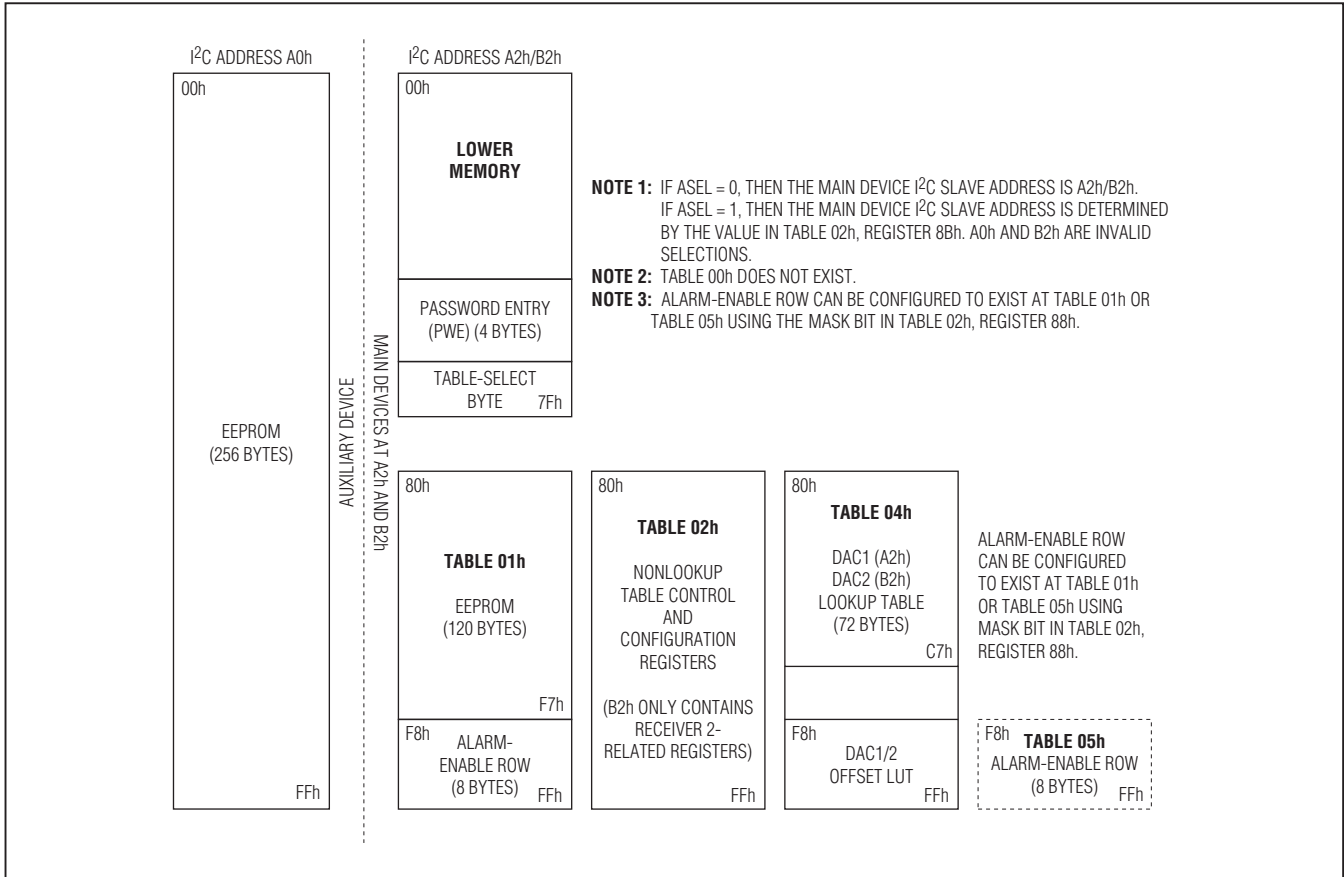 I2C ADDRESS A0h
00h
EEPROM
(256 BYTES)
FFh
AUXILIARY DEVICE
MAIN DEVICES AT A2h AND B2h
I2C ADDRESS A2h/B2h
00h
LOWER
MEMORY
PASSWORD ENTRY
(PWE) (4 BYTES)
TABLE-SELECT
BYTE 7Fh
NOTE 1: IF ASEL = 0, THEN THE MAIN DEVICE I2C SLAVE ADDRESS IS A2h/B2h.
IF ASEL = 1, THEN THE MAIN DEVICE I2C SLAVE ADDRESS IS DETERMINED
BY THE VALUE IN TABLE 02h, REGISTER 8Bh. A0h AND B2h ARE INVALID
SELECTIONS.
NOTE 2: TABLE 00h DOES NOT EXIST.
NOTE 3: ALARM-ENABLE ROW CAN BE CONFIGURED TO EXIST AT TABLE 01h OR
TABLE 05h USING THE MASK BIT IN TABLE 02h, REGISTER 88h.
80h
TABLE 01h
EEPROM
(120 BYTES)
F7h
F8h
ALARM-
ENABLE ROW
(8 BYTES)
FFh
80h
TABLE 02h
NONLOOKUP
TABLE CONTROL
AND
CONFIGURATION
REGISTERS
(B2h ONLY CONTAINS
RECEIVER 2-
RELATED REGISTERS)
FFh
80h
TABLE 04h
DAC1 (A2h)
DAC2 (B2h)
LOOKUP TABLE
(72 BYTES)
C7h
F8h
DAC1/2
OFFSET LUT
FFh
ALARM-ENABLE ROW
CAN BE CONFIGURED
TO EXIST AT TABLE 01h
OR TABLE 05h USING
MASK BIT IN TABLE 02h,
REGISTER 88h.
F8h
TABLE 05h
ALARM-ENABLE ROW
(8 BYTES)
FFh